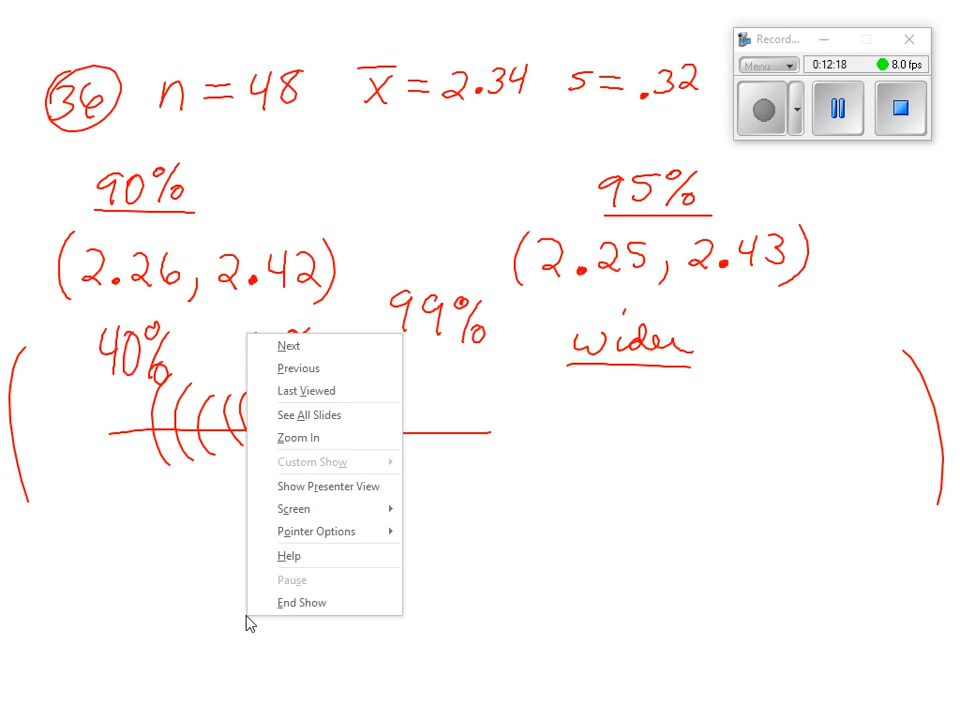 Record...
Menu
0:12:18
8.0 fps
36 n = 48 x̄ = 2.34 s = .32
90%
95%
(2.26, 2.42)
(2.25, 2.43)
99%
40%
wider
Next
Previous
Last Viewed
See All Slides
Zoom In
Custom Show
Show Presenter View
Screen
Pointer Options
Help
Pause
End Show